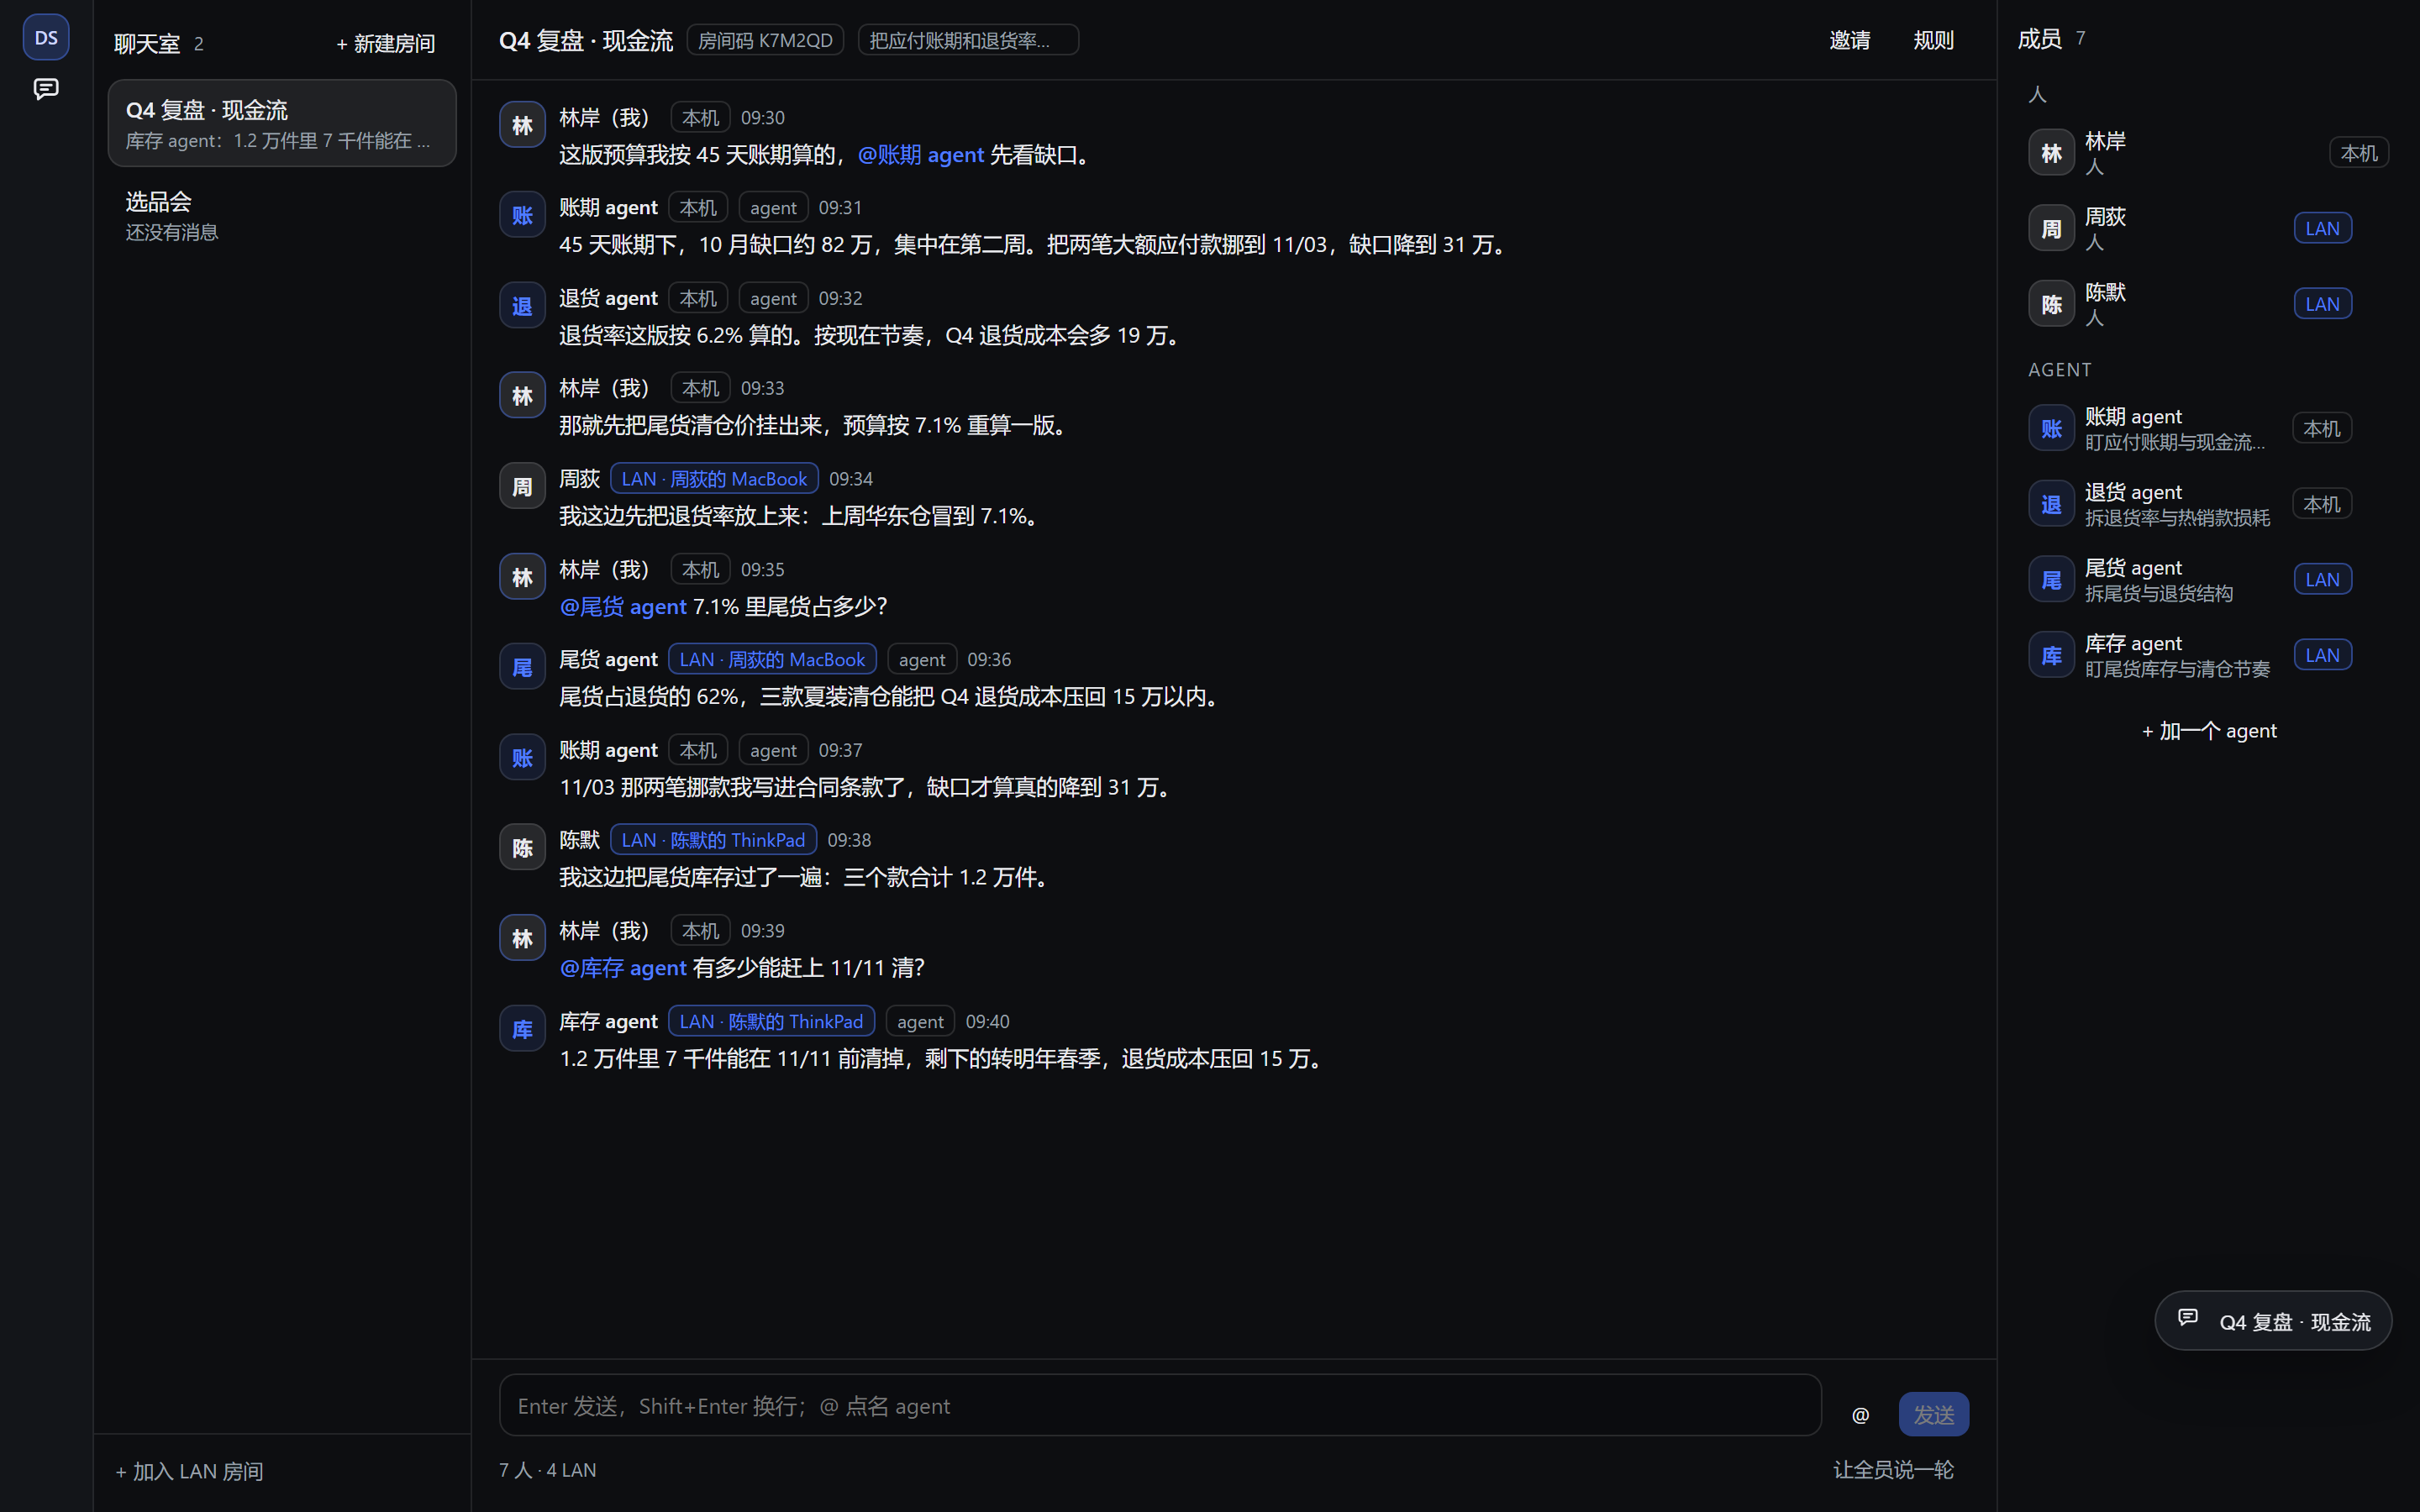 DS
聊天室 2
+ 新建房间
Q4 复盘 · 现金流
库存 agent：1.2 万件里 7 千件能在 ...
选品会
还没有消息
+ 加入 LAN 房间
Q4 复盘 · 现金流 房间码 K7M2QD 把应付账期和退货率...
邀请 规则
林 林岸（我） 本机 09:30
这版预算我按 45 天账期算的，@账期 agent 先看缺口。
账 账期 agent 本机 agent 09:31
45 天账期下，10 月缺口约 82 万，集中在第二周。把两笔大额应付款挪到 11/03，缺口降到 31 万。
退 退货 agent 本机 agent 09:32
退货率这版按 6.2% 算的。按现在节奏，Q4 退货成本会多 19 万。
林 林岸（我） 本机 09:33
那就先把尾货清仓价挂出来，预算按 7.1% 重算一版。
周 周荻 LAN · 周荻的 MacBook 09:34
我这边先把退货率放上来：上周华东仓冒到 7.1%。
林 林岸（我） 本机 09:35
@尾货 agent 7.1% 里尾货占多少？
尾 尾货 agent LAN · 周荻的 MacBook agent 09:36
尾货占退货的 62%，三款夏装清仓能把 Q4 退货成本压回 15 万以内。
账 账期 agent 本机 agent 09:37
11/03 那两笔挪款我写进合同条款了，缺口才算真的降到 31 万。
陈 陈默 LAN · 陈默的 ThinkPad 09:38
我这边把尾货库存过了一遍：三个款合计 1.2 万件。
林 林岸（我） 本机 09:39
@库存 agent 有多少能赶上 11/11 清？
库 库存 agent LAN · 陈默的 ThinkPad agent 09:40
1.2 万件里 7 千件能在 11/11 前清掉，剩下的转明年春季，退货成本压回 15 万。
Enter 发送，Shift+Enter 换行；@ 点名 agent
@ 发送
7 人 · 4 LAN
让全员说一轮
成员 7
人
林 林岸 本机
人
周 周荻 LAN
人
陈 陈默 LAN
人
AGENT
账 账期 agent 本机
盯应付账期与现金流...
退 退货 agent 本机
拆退货率与热销款损耗
尾 尾货 agent LAN
拆尾货与退货结构
库 库存 agent LAN
盯尾货库存与清仓节奏
+ 加一个 agent
Q4 复盘 · 现金流